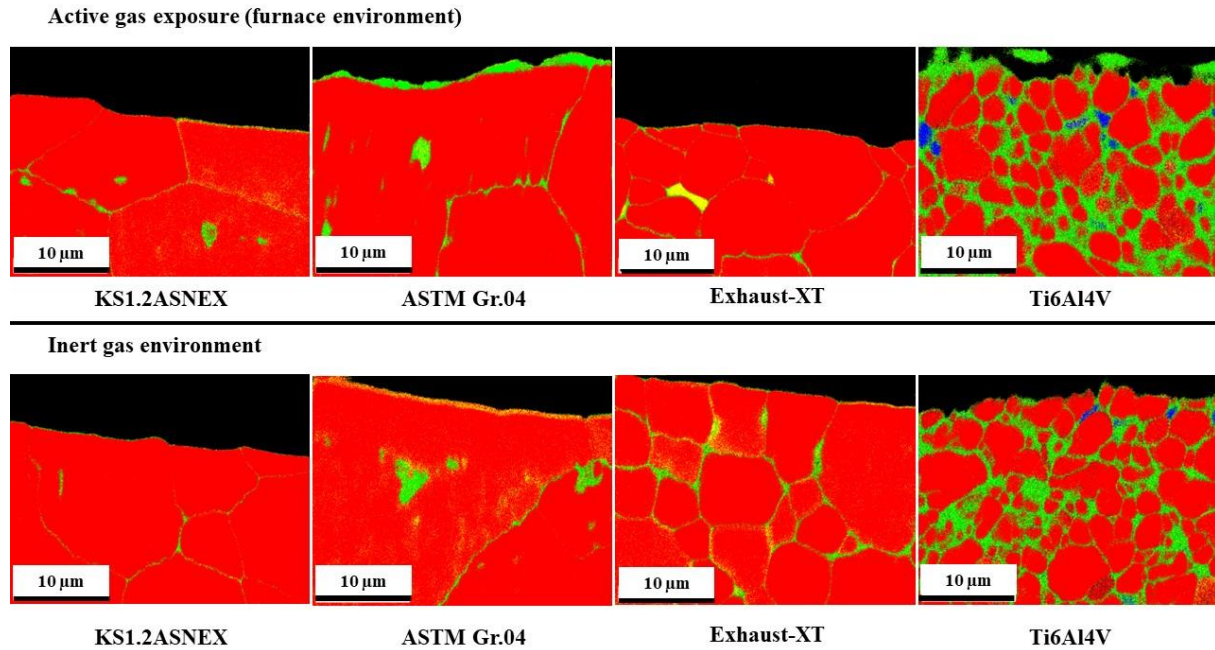 Active gas exposure (furnace environment)
10 µm 10 µm 10 µm 10 µm
KS1.2ASNEX ASTM Gr.04 Exhaust-XT Ti6Al4V
Inert gas environment
10 µm 10 µm 10 µm 10 µm
KS1.2ASNEX ASTM Gr.04 Exhaust-XT Ti6Al4V